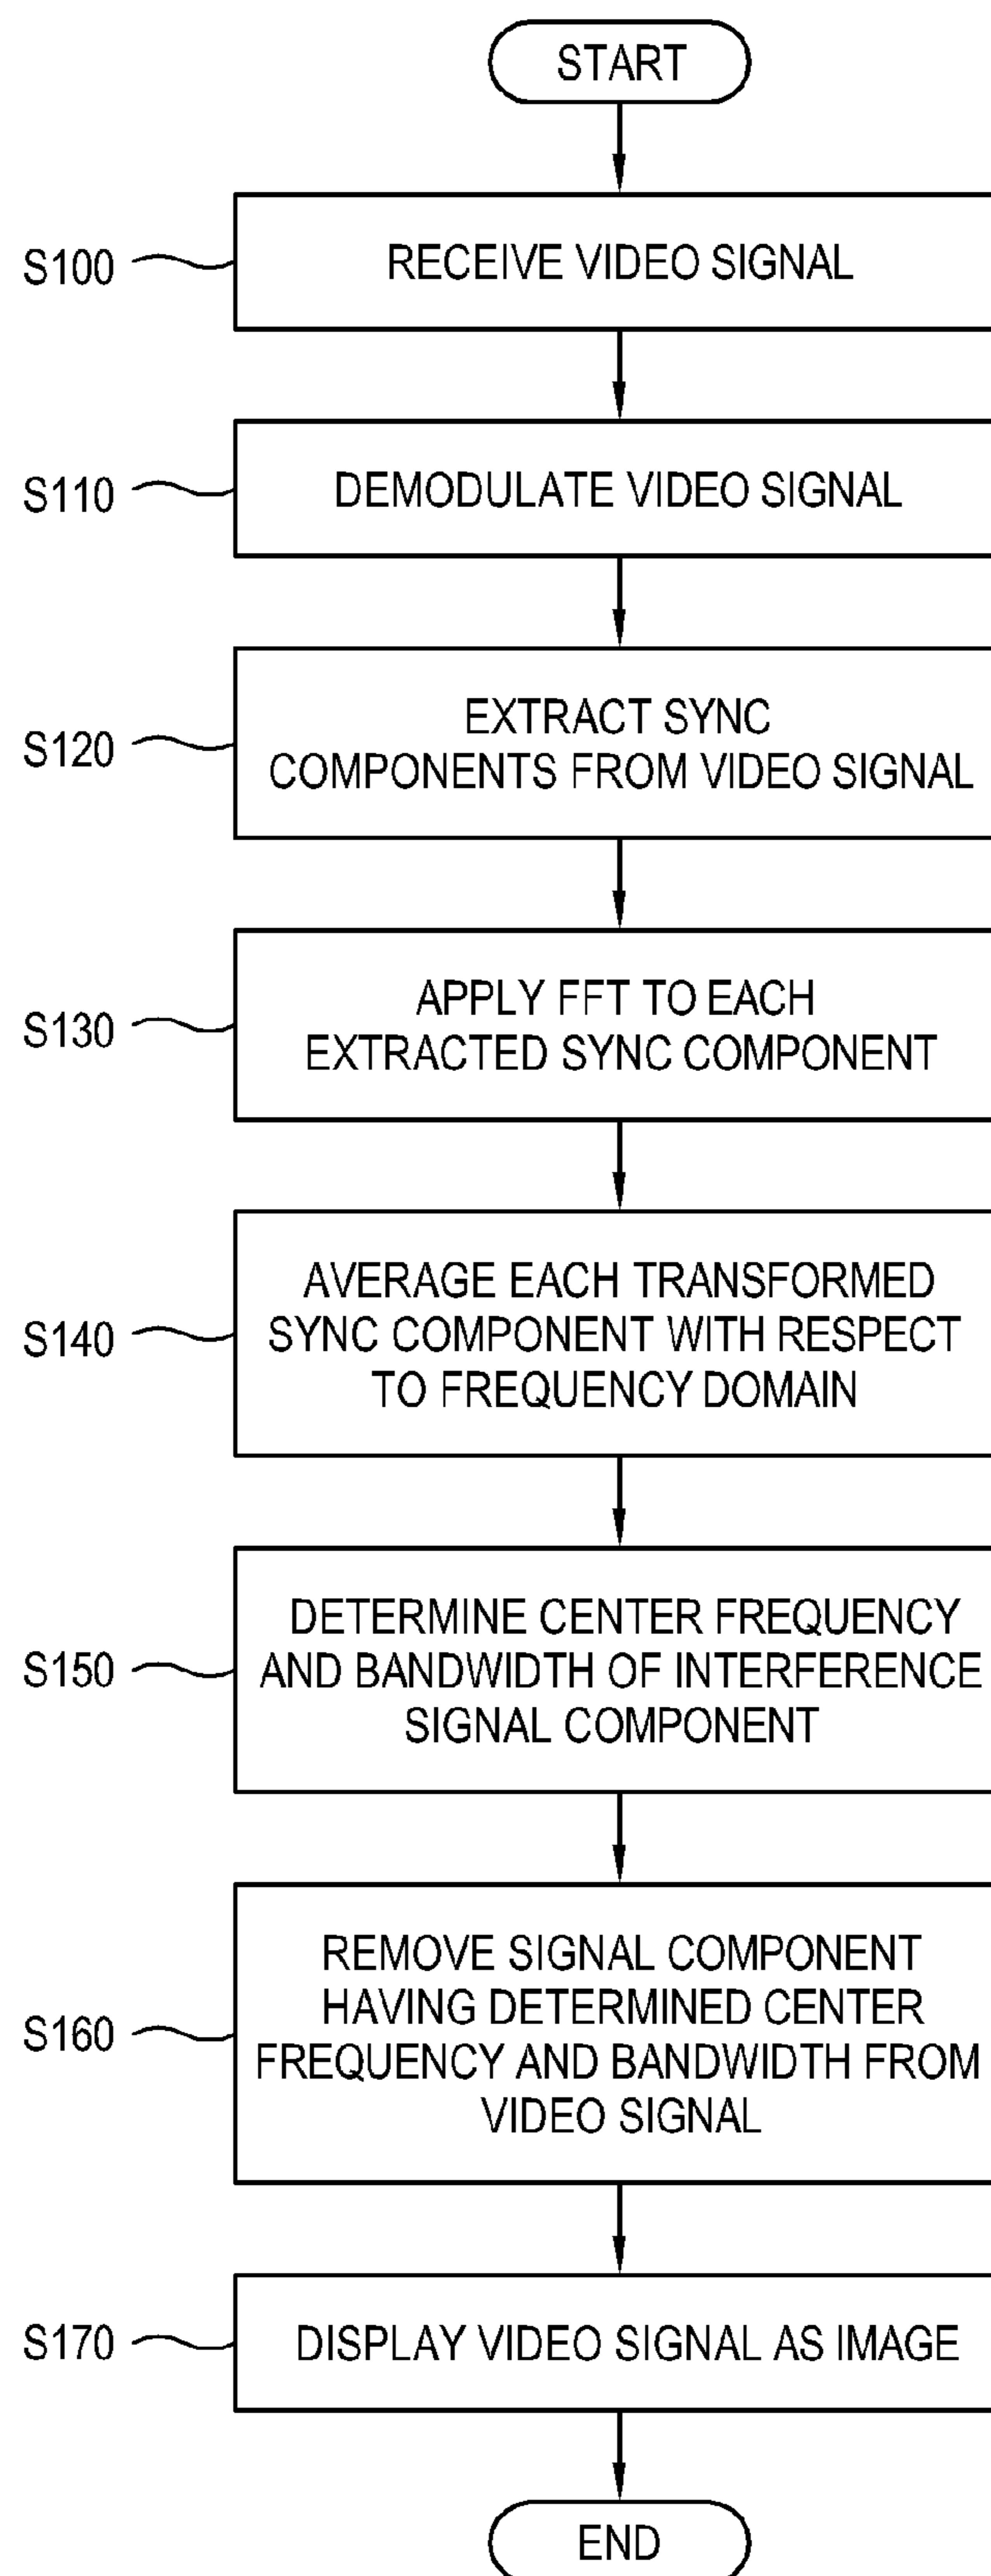 START
S100
RECEIVE VIDEO SIGNAL
S110
DEMODULATE VIDEO SIGNAL
S120
EXTRACT SYNC
COMPONENTS FROM VIDEO SIGNAL
S130
APPLY FFT TO EACH
EXTRACTED SYNC COMPONENT
S140
AVERAGE EACH TRANSFORMED
SYNC COMPONENT WITH RESPECT
TO FREQUENCY DOMAIN
S150
DETERMINE CENTER FREQUENCY
AND BANDWIDTH OF INTERFERENCE
SIGNAL COMPONENT
S160
REMOVE SIGNAL COMPONENT
HAVING DETERMINED CENTER
FREQUENCY AND BANDWIDTH FROM
VIDEO SIGNAL
S170
DISPLAY VIDEO SIGNAL AS IMAGE
END